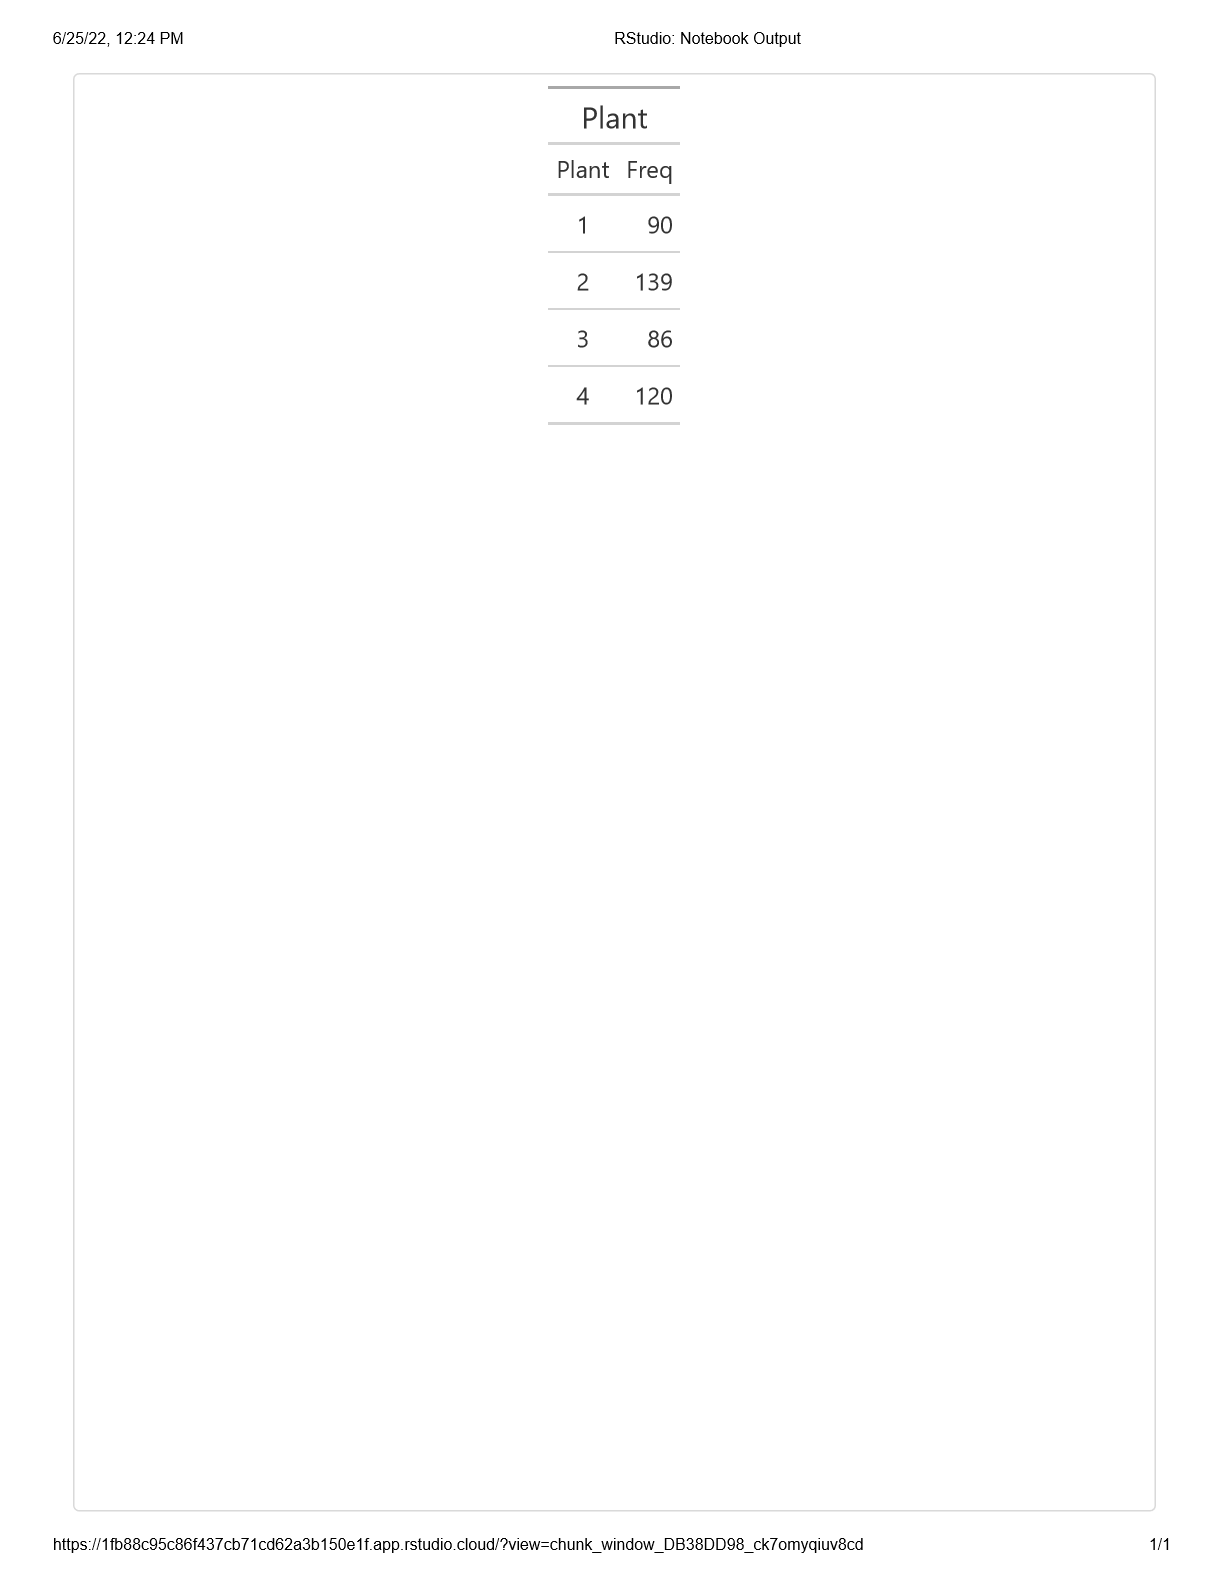 6/25/22, 12:24 PM RStudio: Notebook Output
Plant
Plant Freq
1 90
2 139
3 86
4 120
https://1fb88c95c86f437cb71cd62a3b150e1f.app.rstudio.cloud/?view=chunk_window_DB38DD98_ck7omyqiuv8cd 1/1